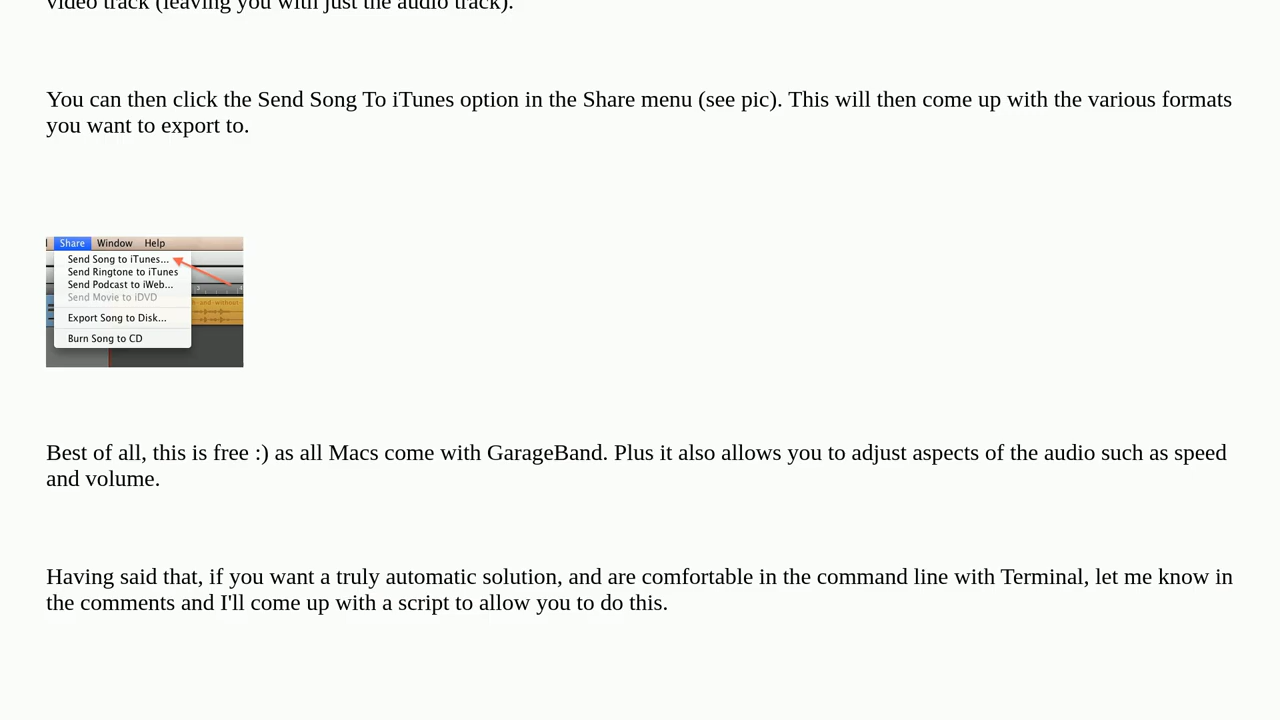 video track (leaving you with just the audio track).
You can then click the Send Song To iTunes option in the Share menu (see pic). This will then come up with the various formats
you want to export to.
Share Window Help
Send Song to iTunes...
Send Ringtone to iTunes
Send Podcast to iWeb...
Send Movie to iDVD
3
b-and-without-
Export Song to Disk...
Burn Song to CD
Best of all, this is free :) as all Macs come with GarageBand. Plus it also allows you to adjust aspects of the audio such as speed
and volume.
Having said that, if you want a truly automatic solution, and are comfortable in the command line with Terminal, let me know in
the comments and I'll come up with a script to allow you to do this.